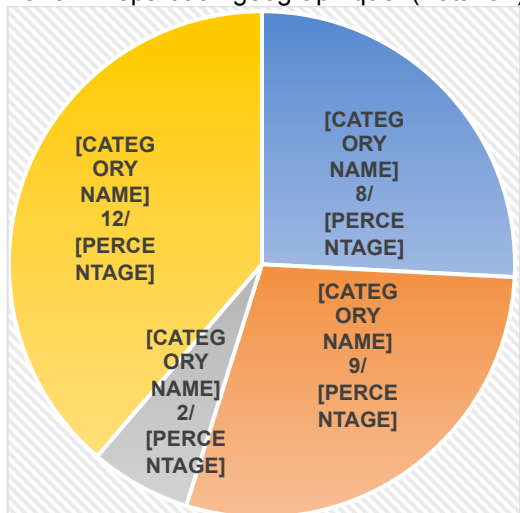 [CATEG
ORY
NAME]
8/
[PERCE
NTAGE]
[CATEG
ORY
NAME]
9/
[PERCE
NTAGE]
[CATEG
ORY
NAME]
2/
[PERCE
NTAGE]
[CATEG
ORY
NAME]
12/
[PERCE
NTAGE]